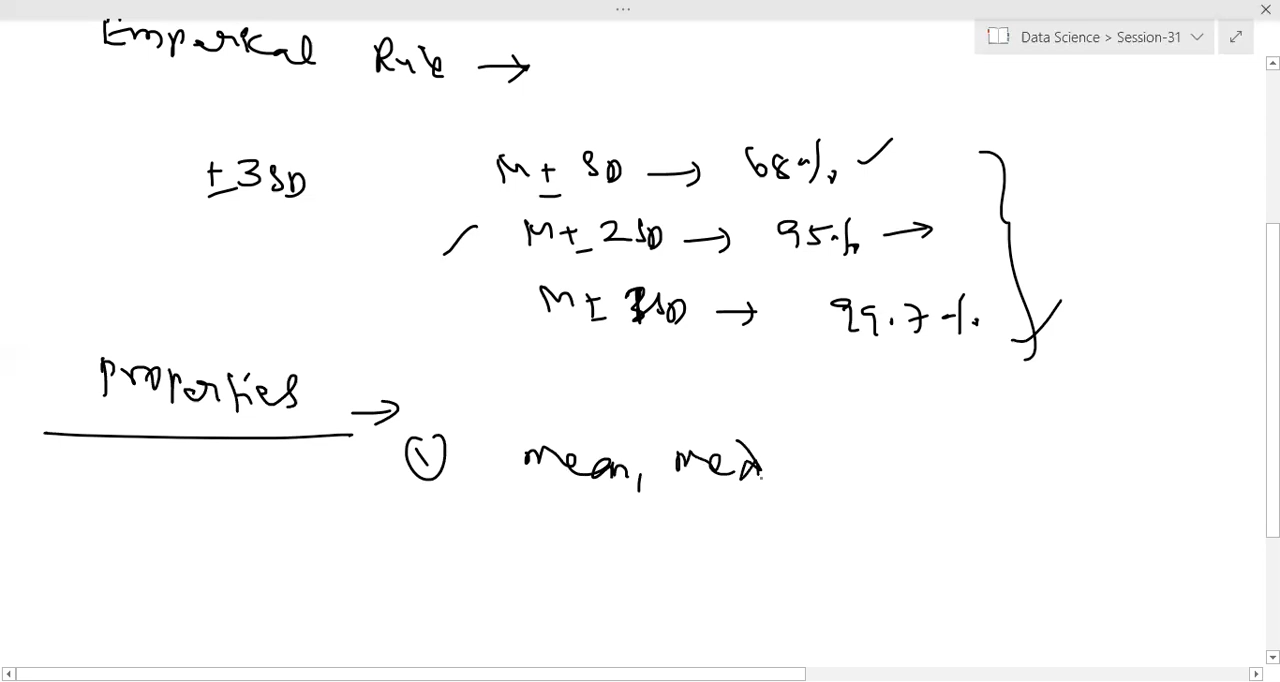 Data Science > Session-31
Emperical Rule →
±3SD
M ± SD → 68%
M ± 2SD → 95% →
M ± 3SD → 99.7%
Properties →
① mean, med